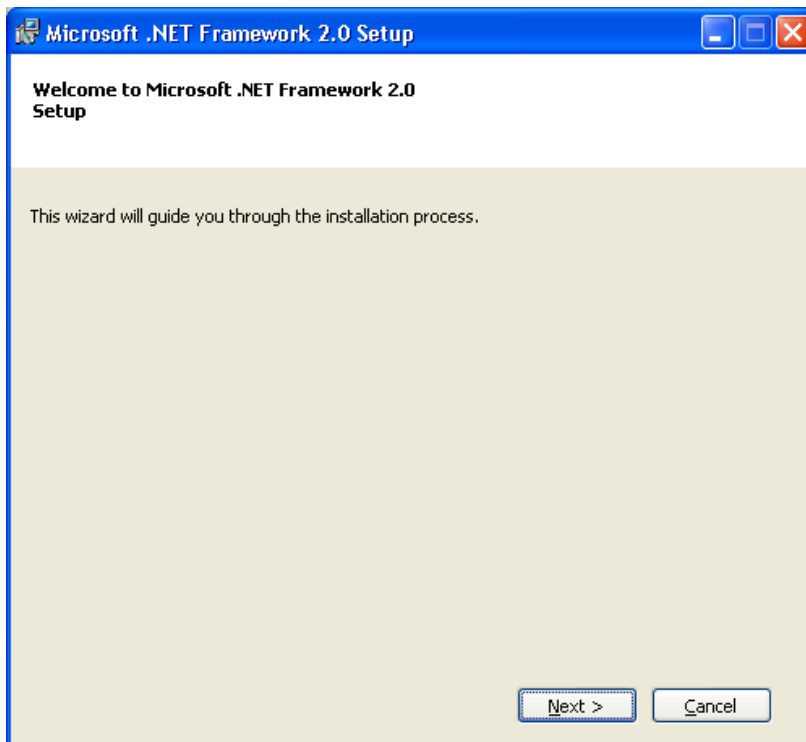 Microsoft .NET Framework 2.0 Setup
Welcome to Microsoft .NET Framework 2.0
Setup
This wizard will guide you through the installation process.
Next > Cancel